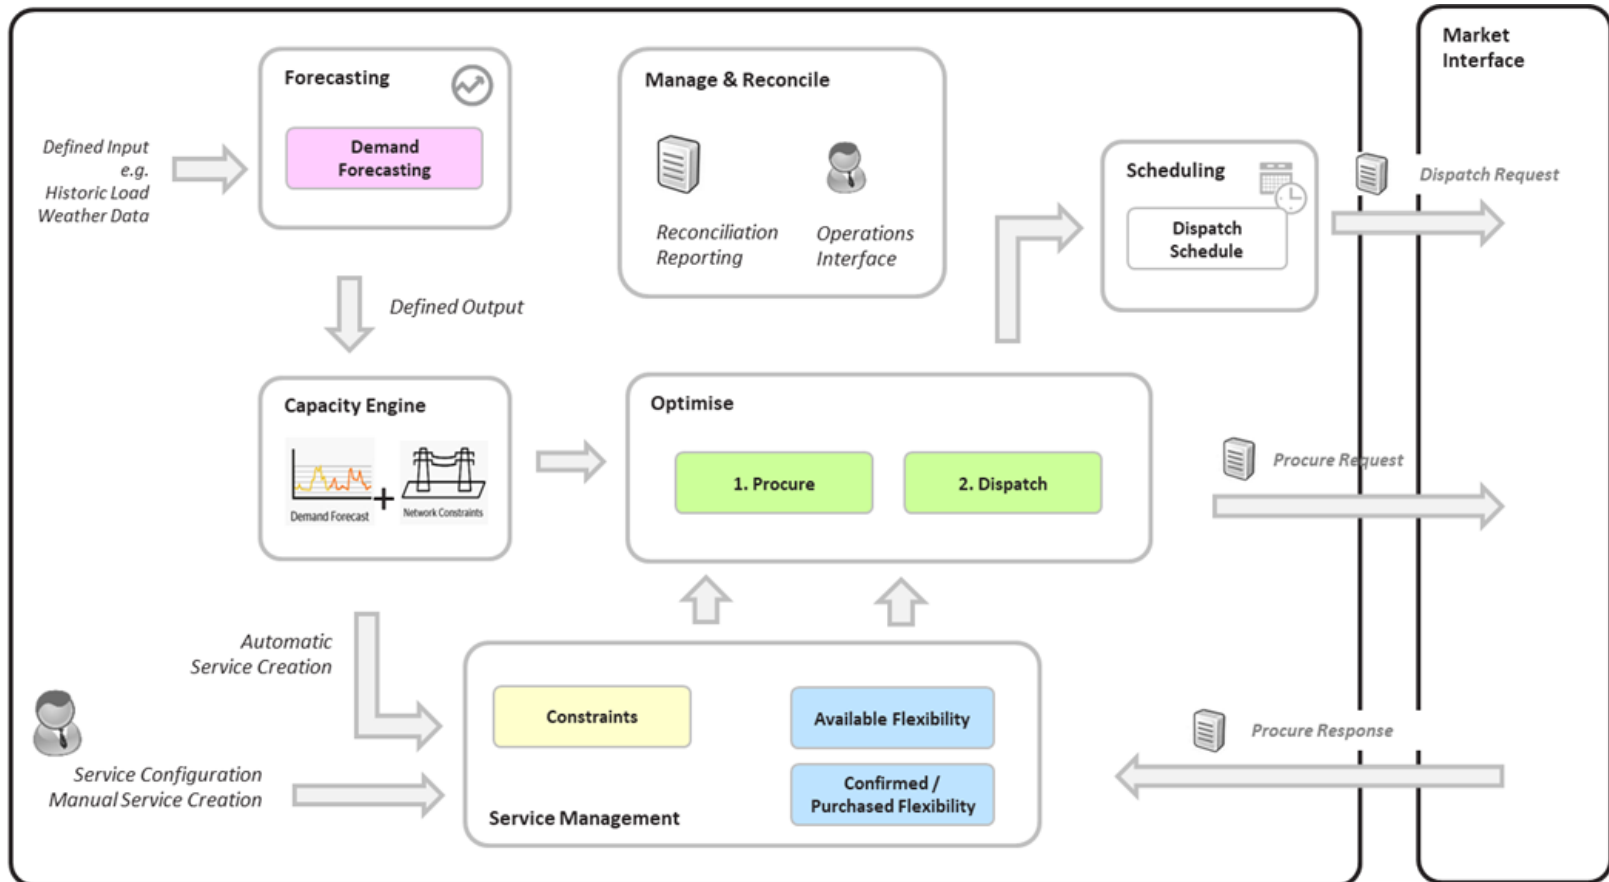 Forecasting
Demand
Forecasting
Defined Input
e.g.
Historic Load
Weather Data
Defined Output
Manage & Reconcile
Reconciliation
Reporting
Operations
Interface
Scheduling
Dispatch
Schedule
Market
Interface
Dispatch Request
Capacity Engine
Demand Forecast
+
Network Constraints
Optimise
1. Procure
2. Dispatch
Procure Request
Automatic
Service Creation
Service Configuration
Manual Service Creation
Constraints
Available Flexibility
Confirmed /
Purchased Flexibility
Service Management
Procure Response